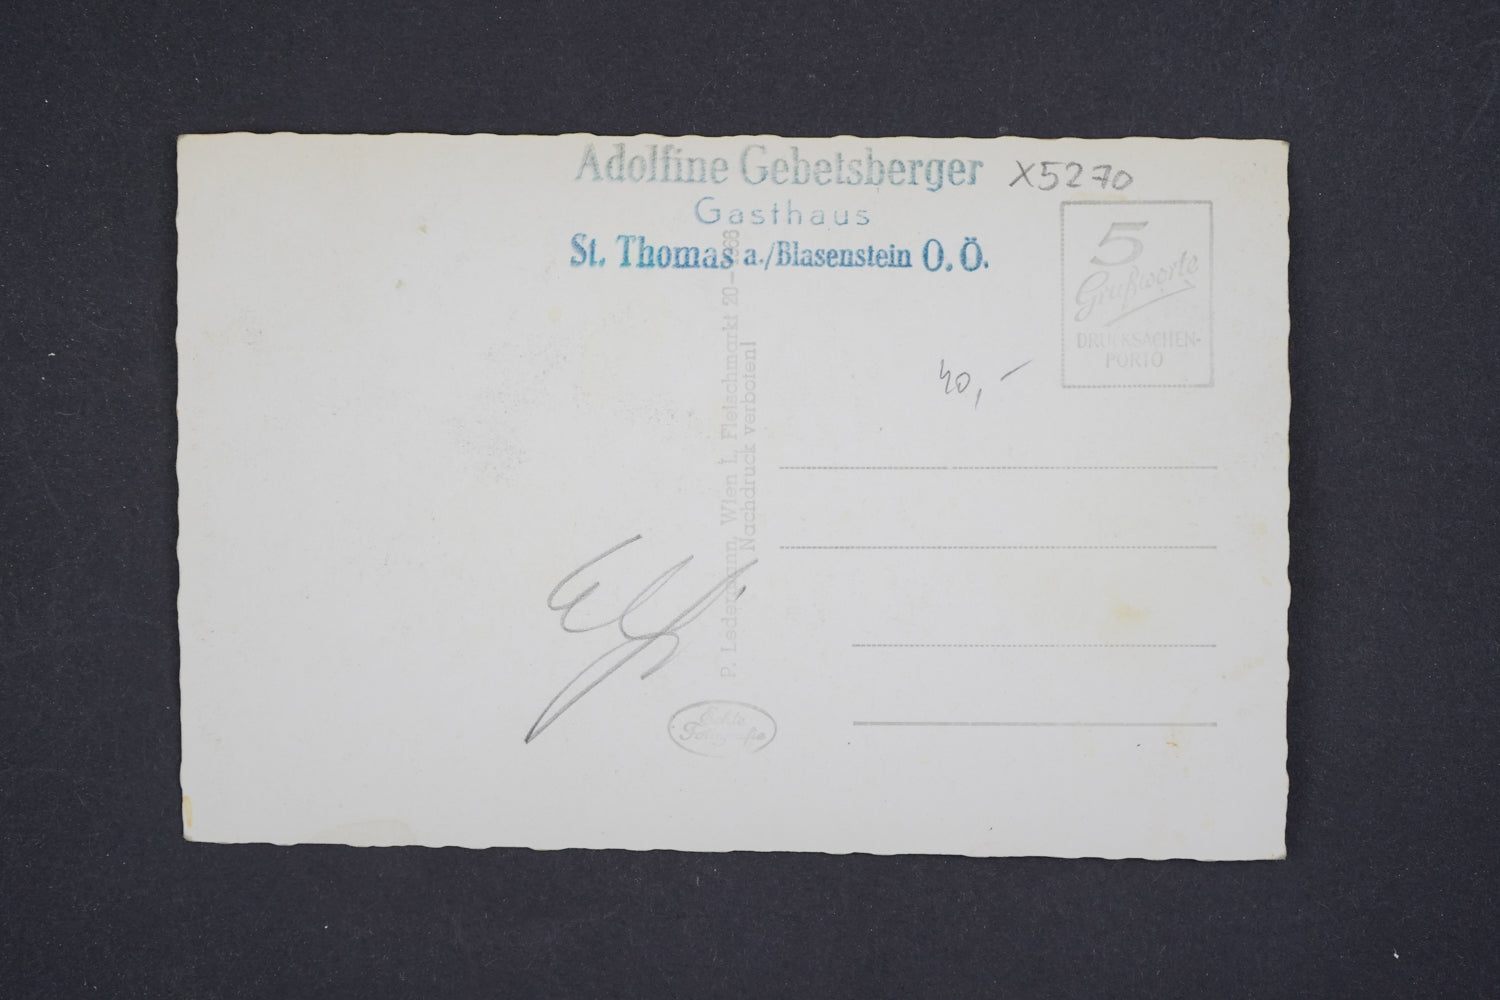 Adolfine Gebetsberger
Gasthaus
St. Thomas a./Blasenstein O. Ö.
X5270
5
Grußworte
DRUCKSACHEN-
PORTO
40,-
P. Ledermann, Wien I., Fleischmarkt 20–
Nachdruck verboten!
Echte
Fotografie